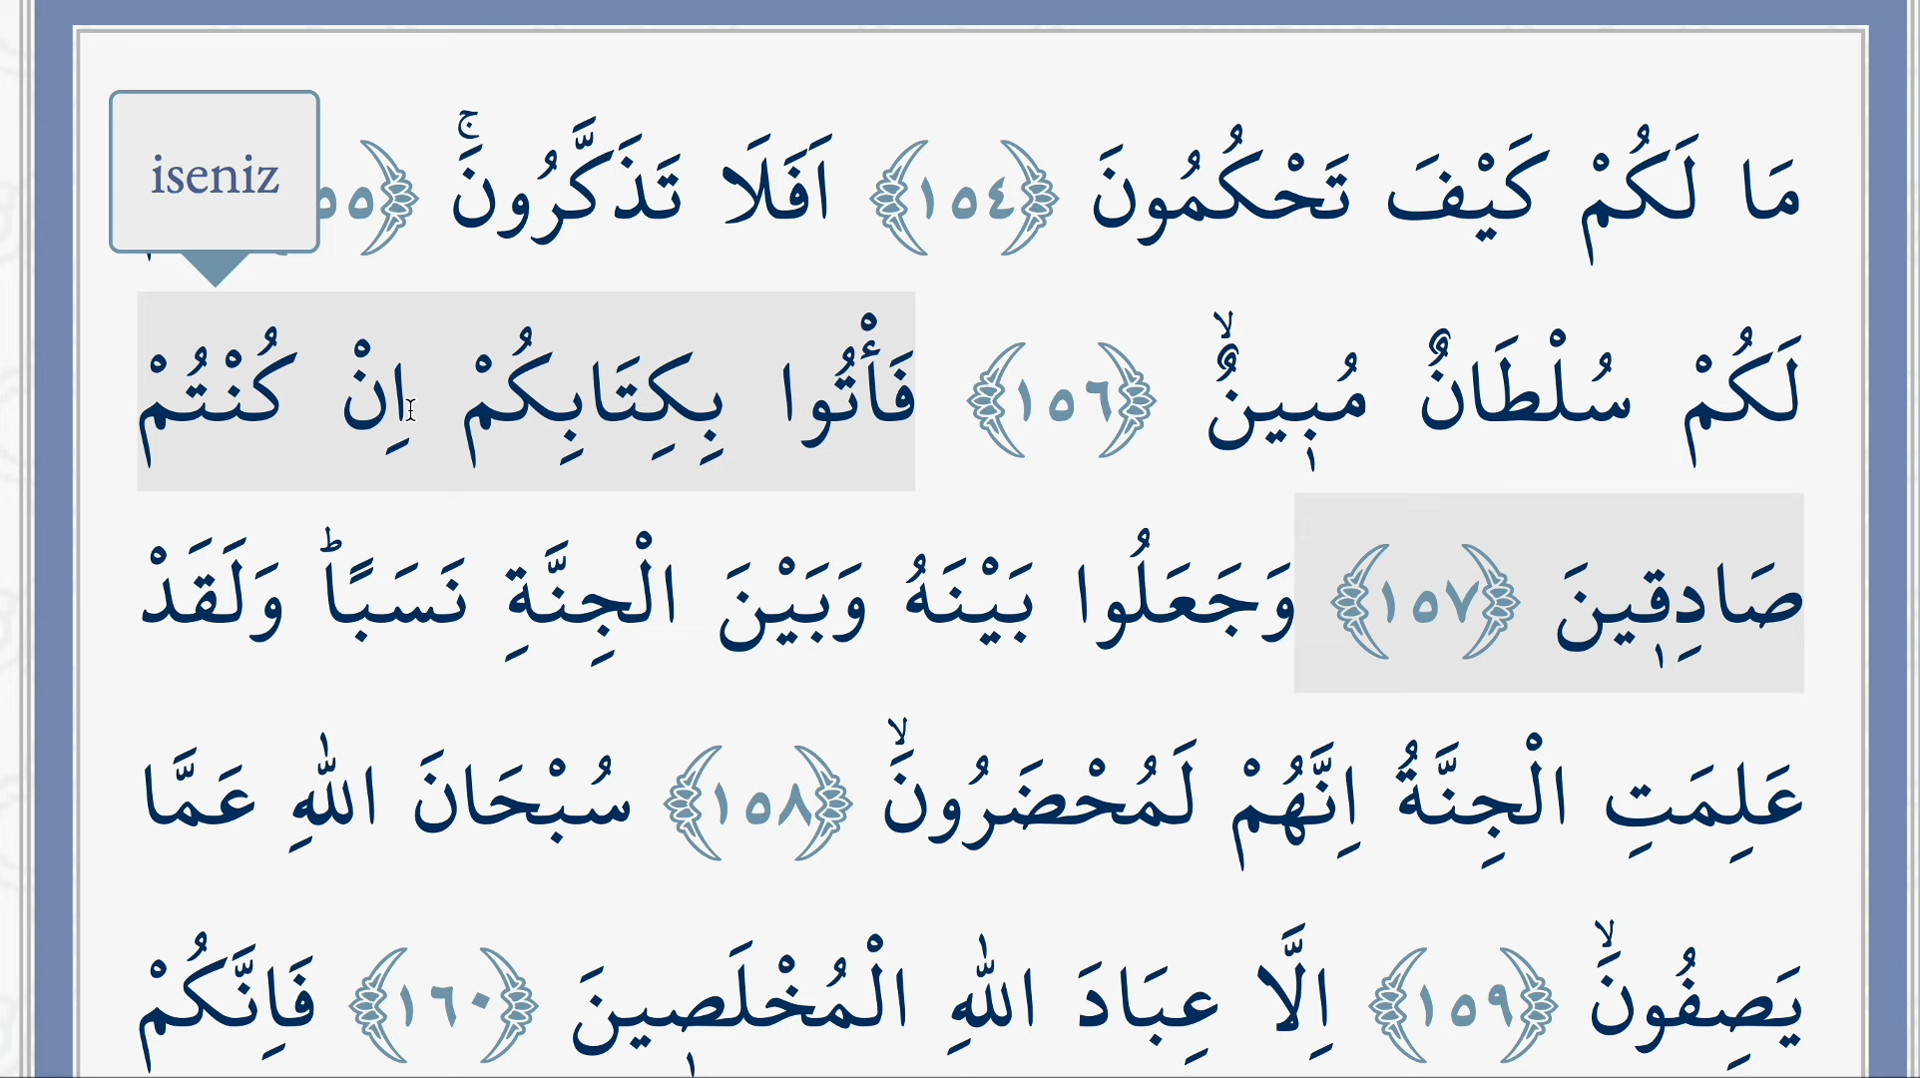 مَا لَكُمْ كَيْفَ تَحْكُمُونَ ﴿١٥٤﴾ اَفَلَا تَذَكَّرُونَۚ
iseniz
لَكُمْ سُلْطَانٌ مُب۪ينٌۙ ﴿١٥٦﴾ فَأْتُوا بِكِتَابِكُمْ اِنْ كُنْتُمْ
صَادِق۪ينَ ﴿١٥٧﴾ وَجَعَلُوا بَيْنَهُ وَبَيْنَ الْجِنَّةِ نَسَبًاۜ وَلَقَدْ
عَلِمَتِ الْجِنَّةُ اِنَّهُمْ لَمُحْضَرُونَۙ ﴿١٥٨﴾ سُبْحَانَ اللّٰهِ عَمَّا
يَصِفُونَۙ ﴿١٥٩﴾ اِلَّا عِبَادَ اللّٰهِ الْمُخْلَص۪ينَ ﴿١٦٠﴾ فَاِنَّكُمْ